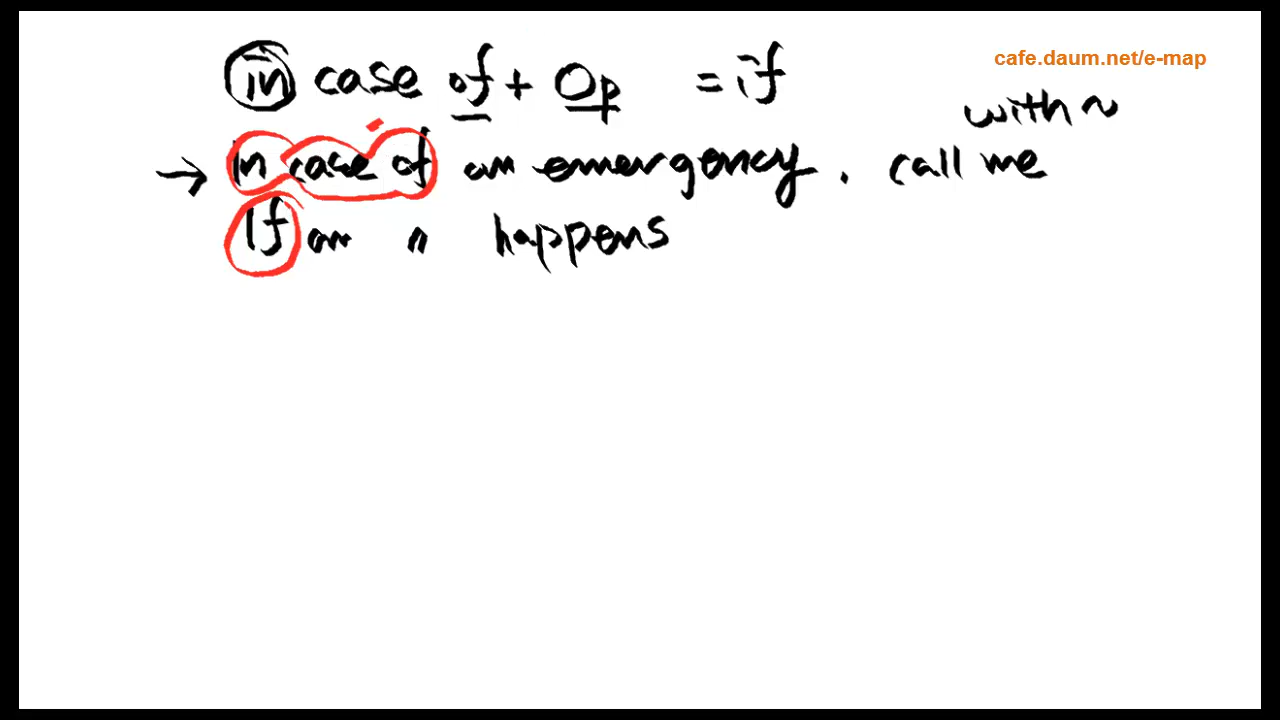 cafe.daum.net/e-map
in case of + Op = if
with ~
→ in case of an emergency. call me
If an 〃 happens